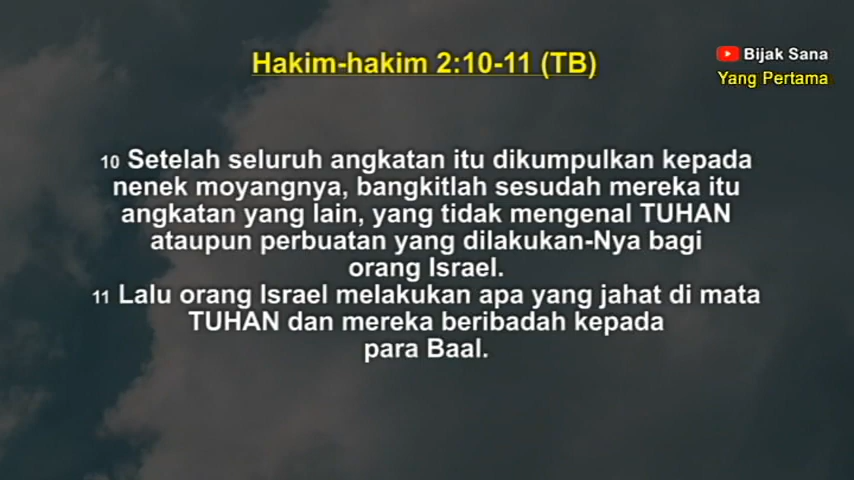 Hakim-hakim 2:10-11 (TB)
Bijak Sana
Yang Pertama
10 Setelah seluruh angkatan itu dikumpulkan kepada
nenek moyangnya, bangkitlah sesudah mereka itu
angkatan yang lain, yang tidak mengenal TUHAN
ataupun perbuatan yang dilakukan-Nya bagi
orang Israel.
11 Lalu orang Israel melakukan apa yang jahat di mata
TUHAN dan mereka beribadah kepada
para Baal.